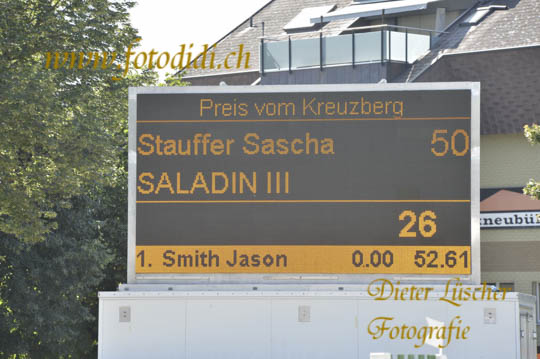 www.fotodidi.ch
Preis vom Kreuzberg
Stauffer Sascha 50
SALADIN III
26
1. Smith Jason 0.00 52.61
Dieter Lüscher
Fotografie